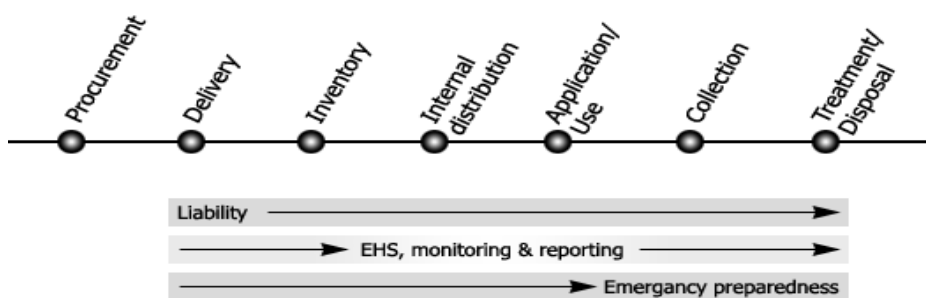 Procurement
Delivery
Inventory
Internal
distribution
Application/
Use
Collection
Treatment/
Disposal
Liability
EHS, monitoring & reporting
Emergancy preparedness